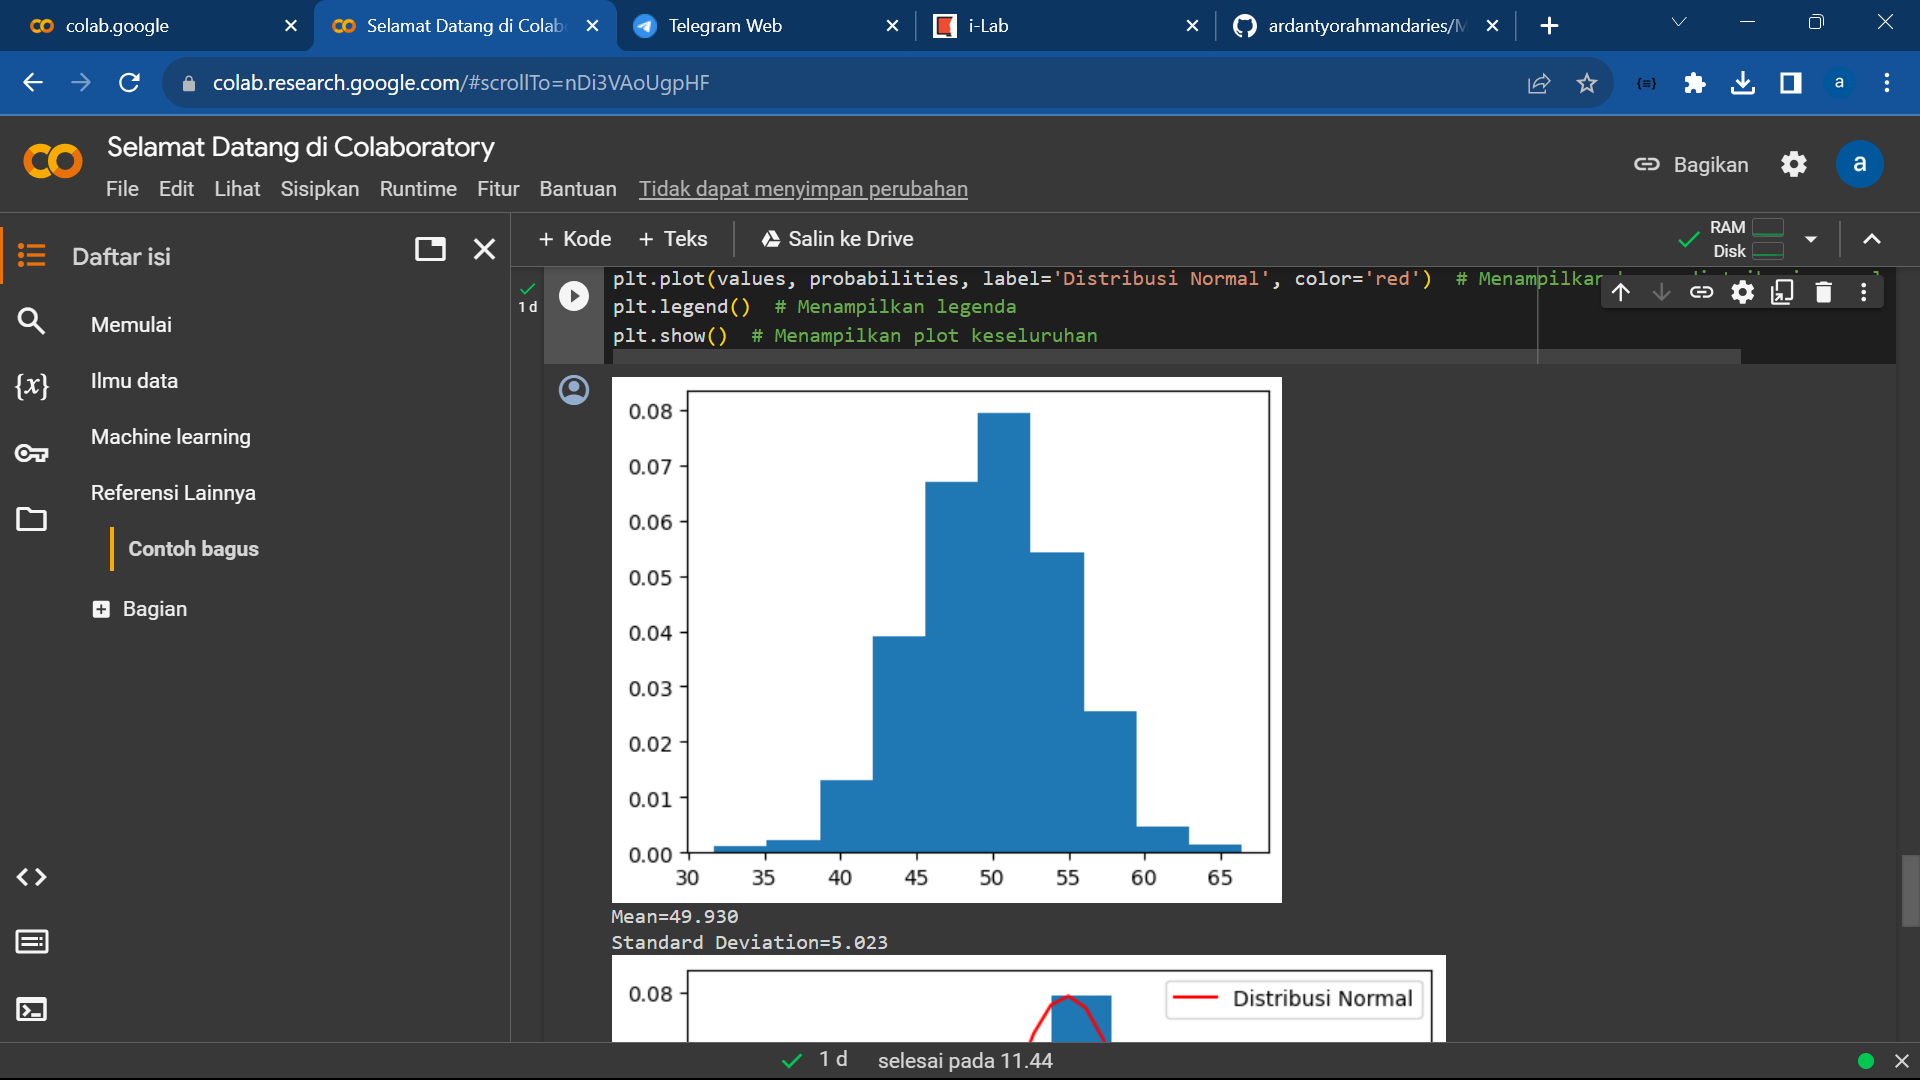 colab.google
Selamat Datang di Colab
Telegram Web
i-Lab
ardantyorahmandaries/M
colab.research.google.com/#scrollTo=nDi3VAoUgpHF
a
Selamat Datang di Colaboratory
File Edit Lihat Sisipkan Runtime Fitur Bantuan Tidak dapat menyimpan perubahan
Bagikan
a
Daftar isi
Memulai
Ilmu data
Machine learning
Referensi Lainnya
Contoh bagus
Bagian
{x}
+ Kode + Teks Salin ke Drive
RAM
Disk
1 d
plt.plot(values, probabilities, label='Distribusi Normal', color='red') # Menampilkan
plt.legend() # Menampilkan legenda
plt.show() # Menampilkan plot keseluruhan
0.08
0.07
0.06
0.05
0.04
0.03
0.02
0.01
0.00
30 35 40 45 50 55 60 65
Mean=49.930
Standard Deviation=5.023
0.08
Distribusi Normal
1 d selesai pada 11.44